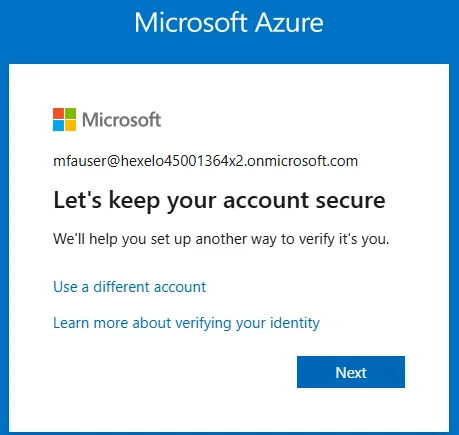 Microsoft Azure
Microsoft
mfauser@hexelo45001364x2.onmicrosoft.com
Let's keep your account secure
We'll help you set up another way to verify it's you.
Use a different account
Learn more about verifying your identity
Next